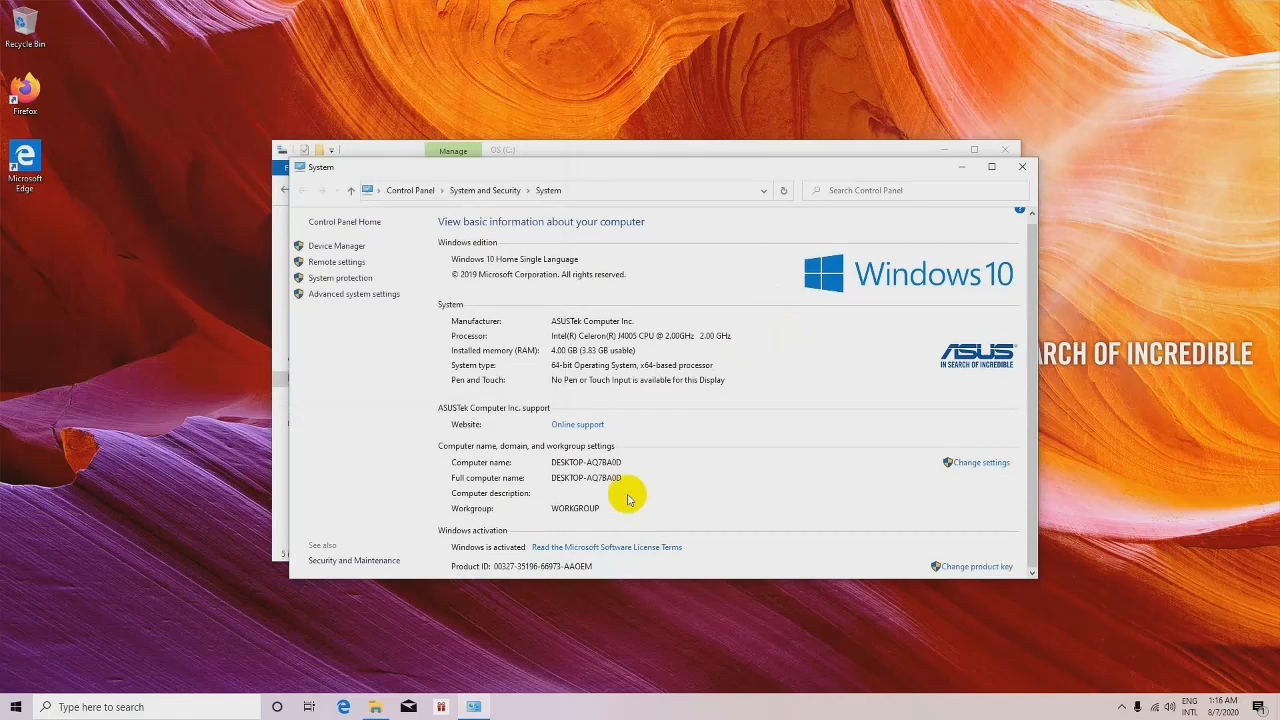 Recycle Bin
Firefox
Microsoft
Edge
Manage
OS (C:)
System
Control Panel > System and Security > System
Search Control Panel
Control Panel Home
Device Manager
Remote settings
System protection
Advanced system settings
See also
Security and Maintenance
View basic information about your computer
Windows edition
Windows 10 Home Single Language
© 2019 Microsoft Corporation. All rights reserved.
Windows 10
System
Manufacturer: ASUSTek Computer Inc.
Processor: Intel(R) Celeron(R) J4005 CPU @ 2.00GHz 2.00 GHz
Installed memory (RAM): 4.00 GB (3.83 GB usable)
System type: 64-bit Operating System, x64-based processor
Pen and Touch: No Pen or Touch Input is available for this Display
ASUS
IN SEARCH OF INCREDIBLE
ARCH OF INCREDIBLE
ASUSTek Computer Inc. support
Website: Online support
Computer name, domain, and workgroup settings
Computer name: DESKTOP-AQ7BA0D Change settings
Full computer name: DESKTOP-AQ7BA0D
Computer description:
Workgroup: WORKGROUP
Windows activation
Windows is activated Read the Microsoft Software License Terms
Product ID: 00327-35196-66973-AAOEM Change product key
Type here to search
ENG
INTL
1:16 AM
8/7/2020